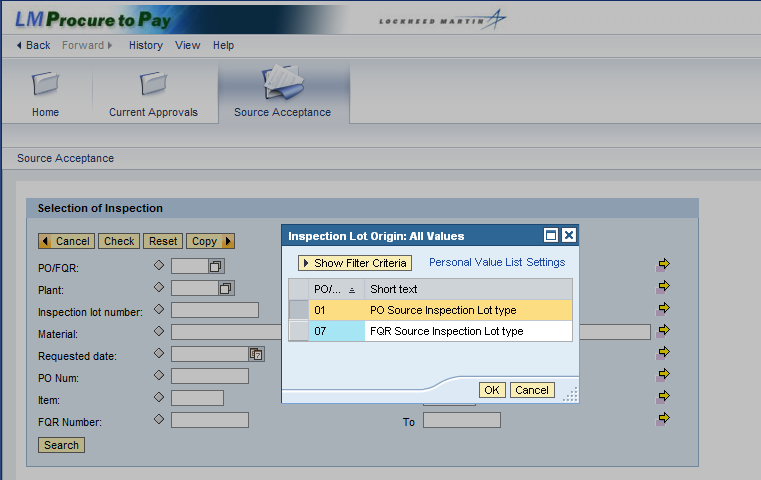 LM Procure to Pay
LOCKHEED MARTIN
Back Forward History View Help
Home Current Approvals Source Acceptance
Source Acceptance
Selection of Inspection
Cancel Check Reset Copy
PO/FQR:
Plant:
Inspection lot number:
Material:
Requested date:
PO Num:
Item:
FQR Number: To
Search
Inspection Lot Origin: All Values
Show Filter Criteria Personal Value List Settings
PO/... Short text
01 PO Source Inspection Lot type
07 FQR Source Inspection Lot type
OK Cancel